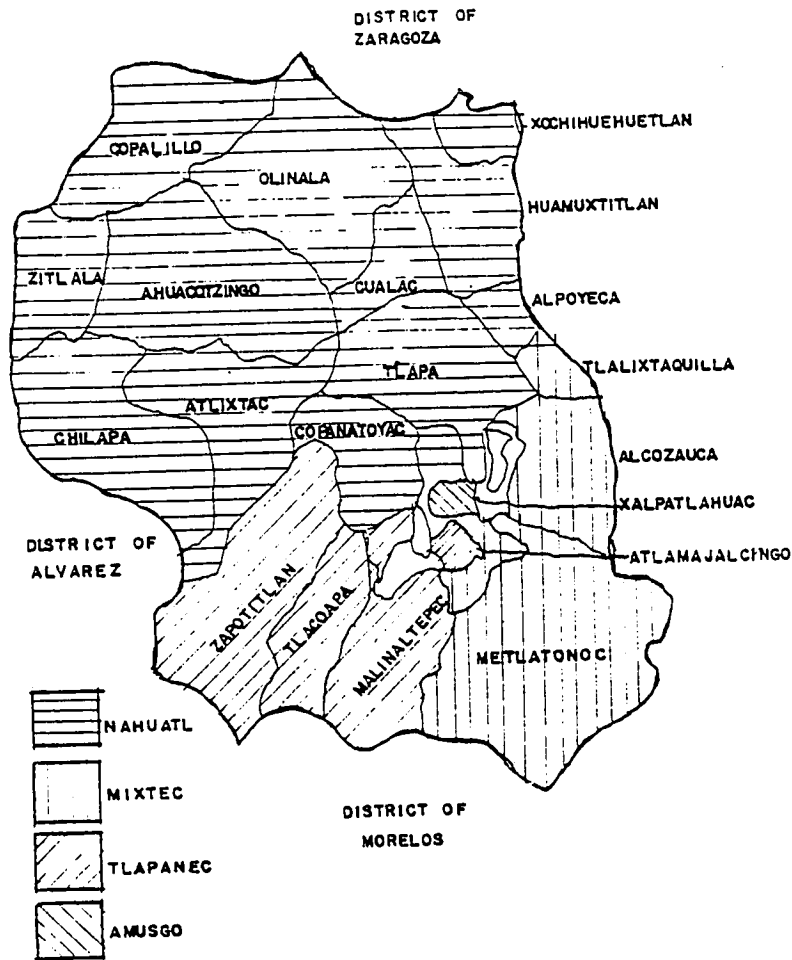 DISTRICT OF
ZARAGOZA
XOCHIHUEHUETLAN
COPALILLO
OLINALA
HUAMUXTITLAN
ZITLALA
AHUACOTZINGO
CUALAC
ALPOYECA
TLAPA
TLALIXTAQUILLA
ATLIXTAC
CHILAPA
COPANATOYAC
ALCOZAUCA
XALPATLAHUAC
DISTRICT OF
ALVAREZ
ATLAMAJALCINGO
ZAPOTITLAN
TLACOAPA
MALINALTEPEC
METLATONOC
NAHUATL
MIXTEC
TLAPANEC
AMUSGO
DISTRICT OF
MORELOS